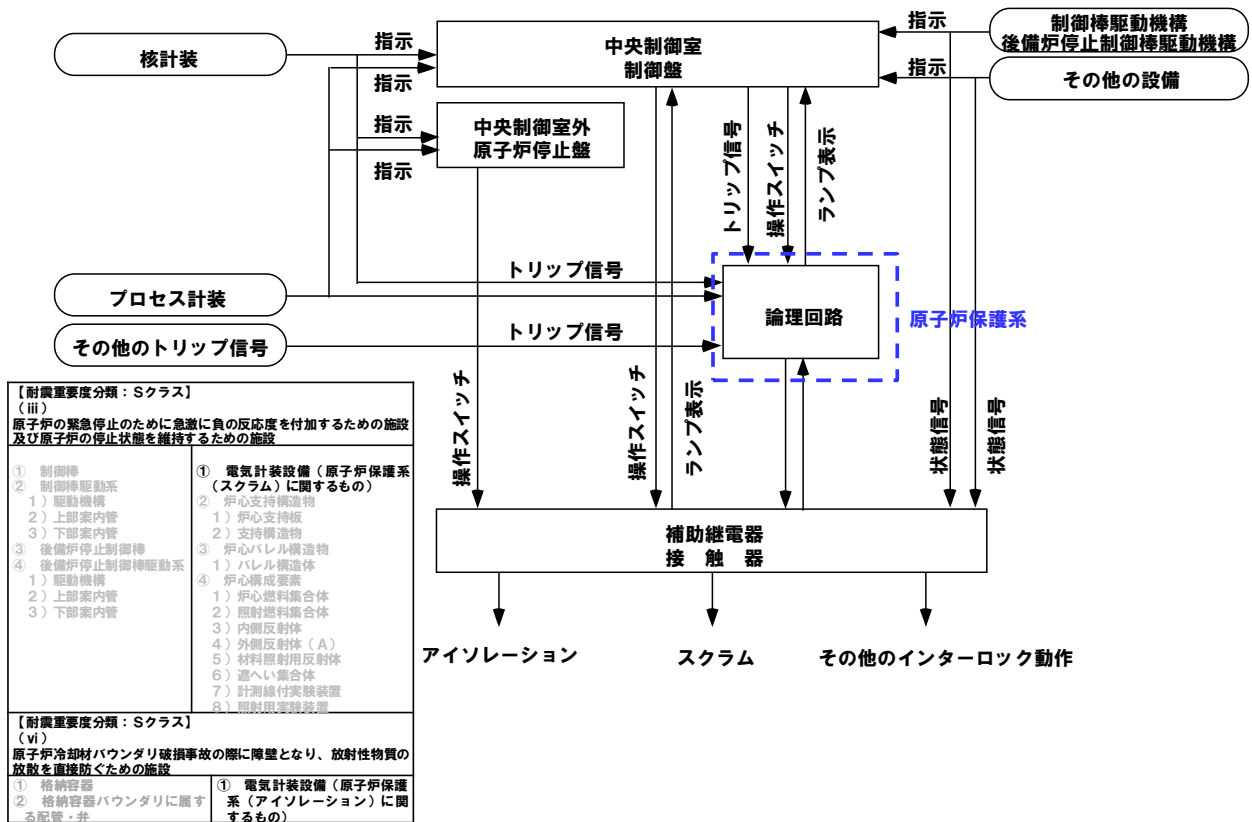 核計装
指示
指示
中央制御室
制御盤
指示
指示
制御棒駆動機構
後備炉停止制御棒駆動機構
その他の設備
指示
指示
中央制御室外
原子炉停止盤
トリップ信号
操作スイッチ
ランプ表示
プロセス計装
トリップ信号
その他のトリップ信号
トリップ信号
論理回路
原子炉保護系
操作スイッチ
操作スイッチ
ランプ表示
状態信号
状態信号
補助継電器
接　触　器
アイソレーション
スクラム
その他のインターロック動作
【耐震重要度分類：Ｓクラス】
（ⅲ）
原子炉の緊急停止のために急激に負の反応度を付加するための施設
及び原子炉の停止状態を維持するための施設
①　制御棒
②　制御棒駆動系
１）駆動機構
２）上部案内管
３）下部案内管
③　後備炉停止制御棒
④　後備炉停止制御棒駆動系
１）駆動機構
２）上部案内管
３）下部案内管
①　電気計装設備（原子炉保護系
（スクラム）に関するもの）
②　炉心支持構造物
１）炉心支持板
２）支持構造物
③　炉心バレル構造物
１）バレル構造体
④　炉心構成要素
１）炉心燃料集合体
２）照射燃料集合体
３）内側反射体
４）外側反射体（Ａ）
５）材料照射用反射体
６）遮へい集合体
７）計測線付実験装置
８）照射用実験装置
【耐震重要度分類：Ｓクラス】
（ⅵ）
原子炉冷却材バウンダリ破損事故の際に障壁となり、放射性物質の
放散を直接防ぐための施設
①　格納容器
②　格納容器バウンダリに属す
る配管・弁
①　電気計装設備（原子炉保護
系（アイソレーション）に関
するもの）